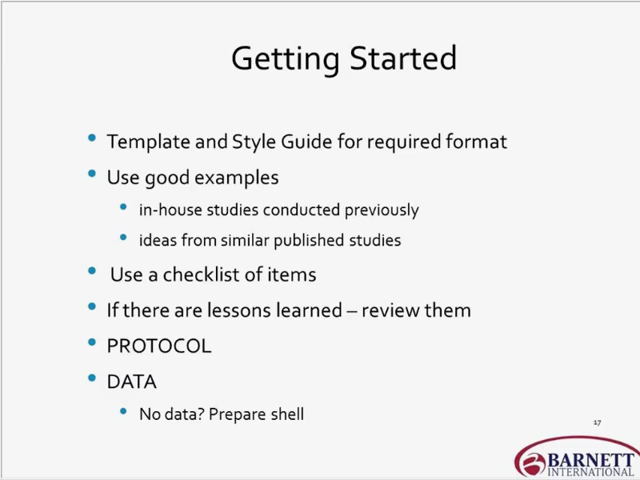 Getting Started
Template and Style Guide for required format
Use good examples
in-house studies conducted previously
ideas from similar published studies
Use a checklist of items
If there are lessons learned – review them
PROTOCOL
DATA
No data? Prepare shell
17
BARNETT
INTERNATIONAL